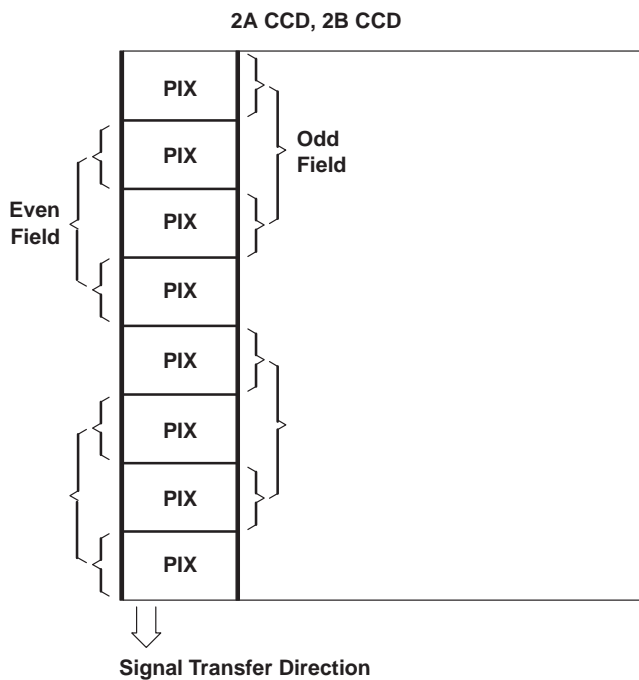 2A CCD, 2B CCD
PIX
PIX
Odd
Field
Even
Field
PIX
PIX
PIX
PIX
PIX
PIX
Signal Transfer Direction